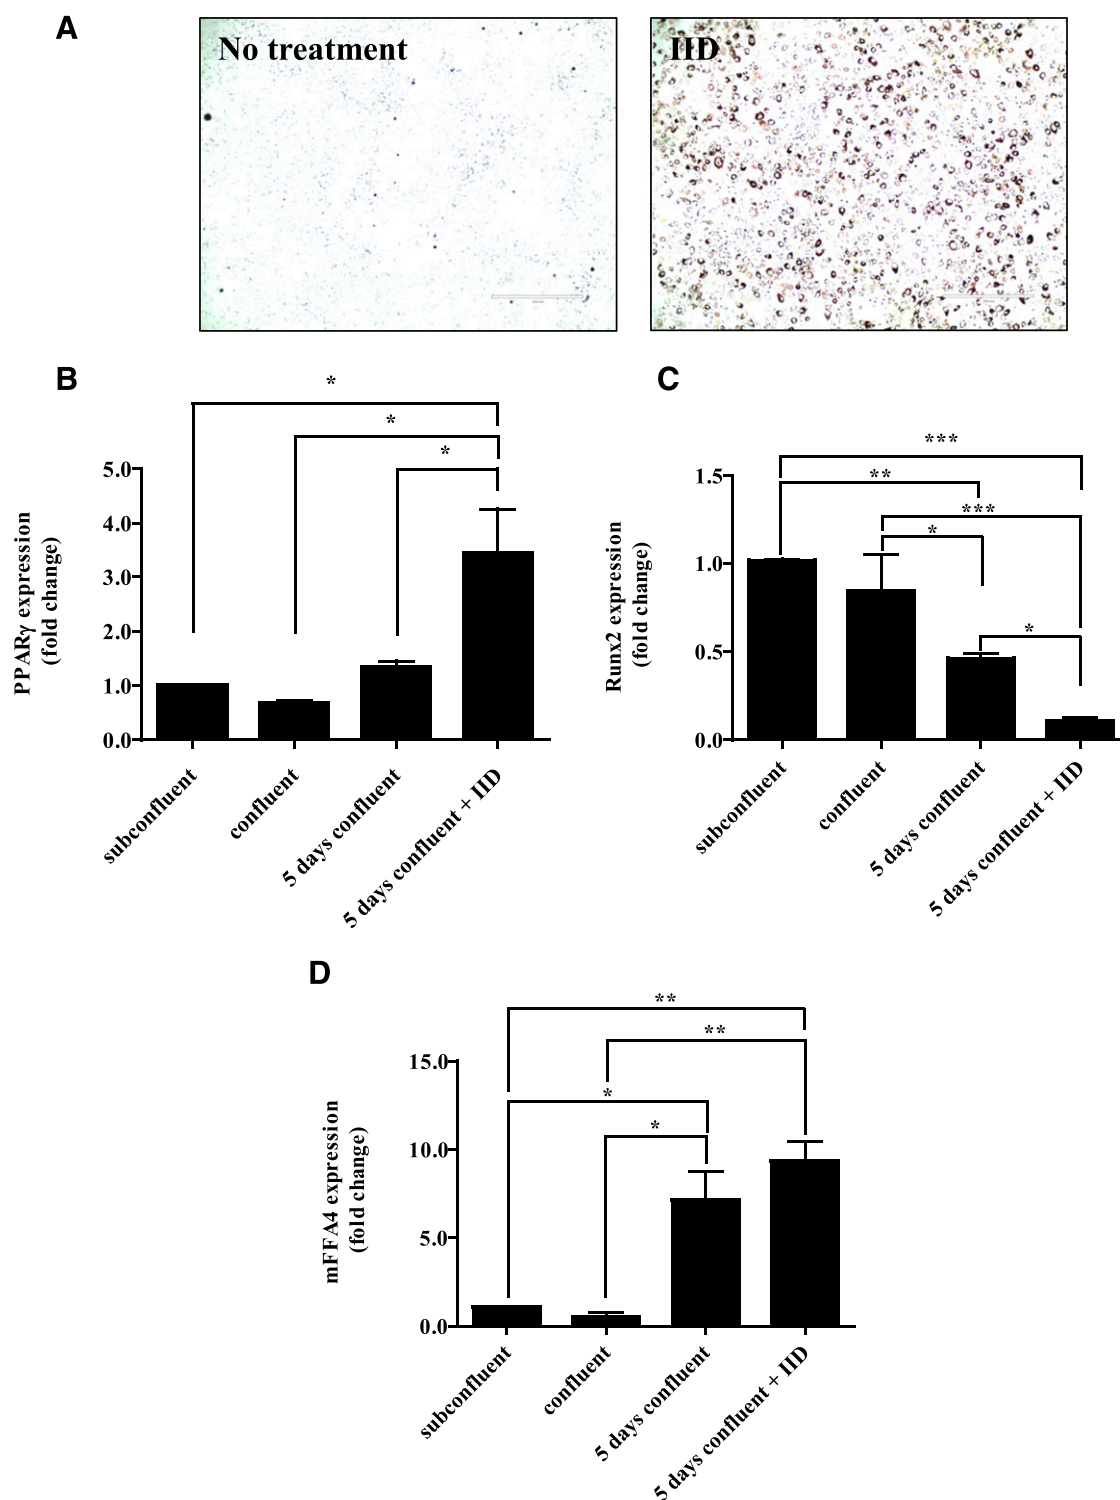 A
No treatment
IID
B
*
*
*
5.0
4.0
3.0
2.0
1.0
0.0
PPARγ expression
(fold change)
subconfluent
confluent
5 days confluent
5 days confluent + IID
C
***
**
***
*
*
1.5
1.0
0.5
0.0
Runx2 expression
(fold change)
subconfluent
confluent
5 days confluent
5 days confluent + IID
D
**
**
*
*
15.0
10.0
5.0
0.0
mFFA4 expression
(fold change)
subconfluent
confluent
5 days confluent
5 days confluent + IID